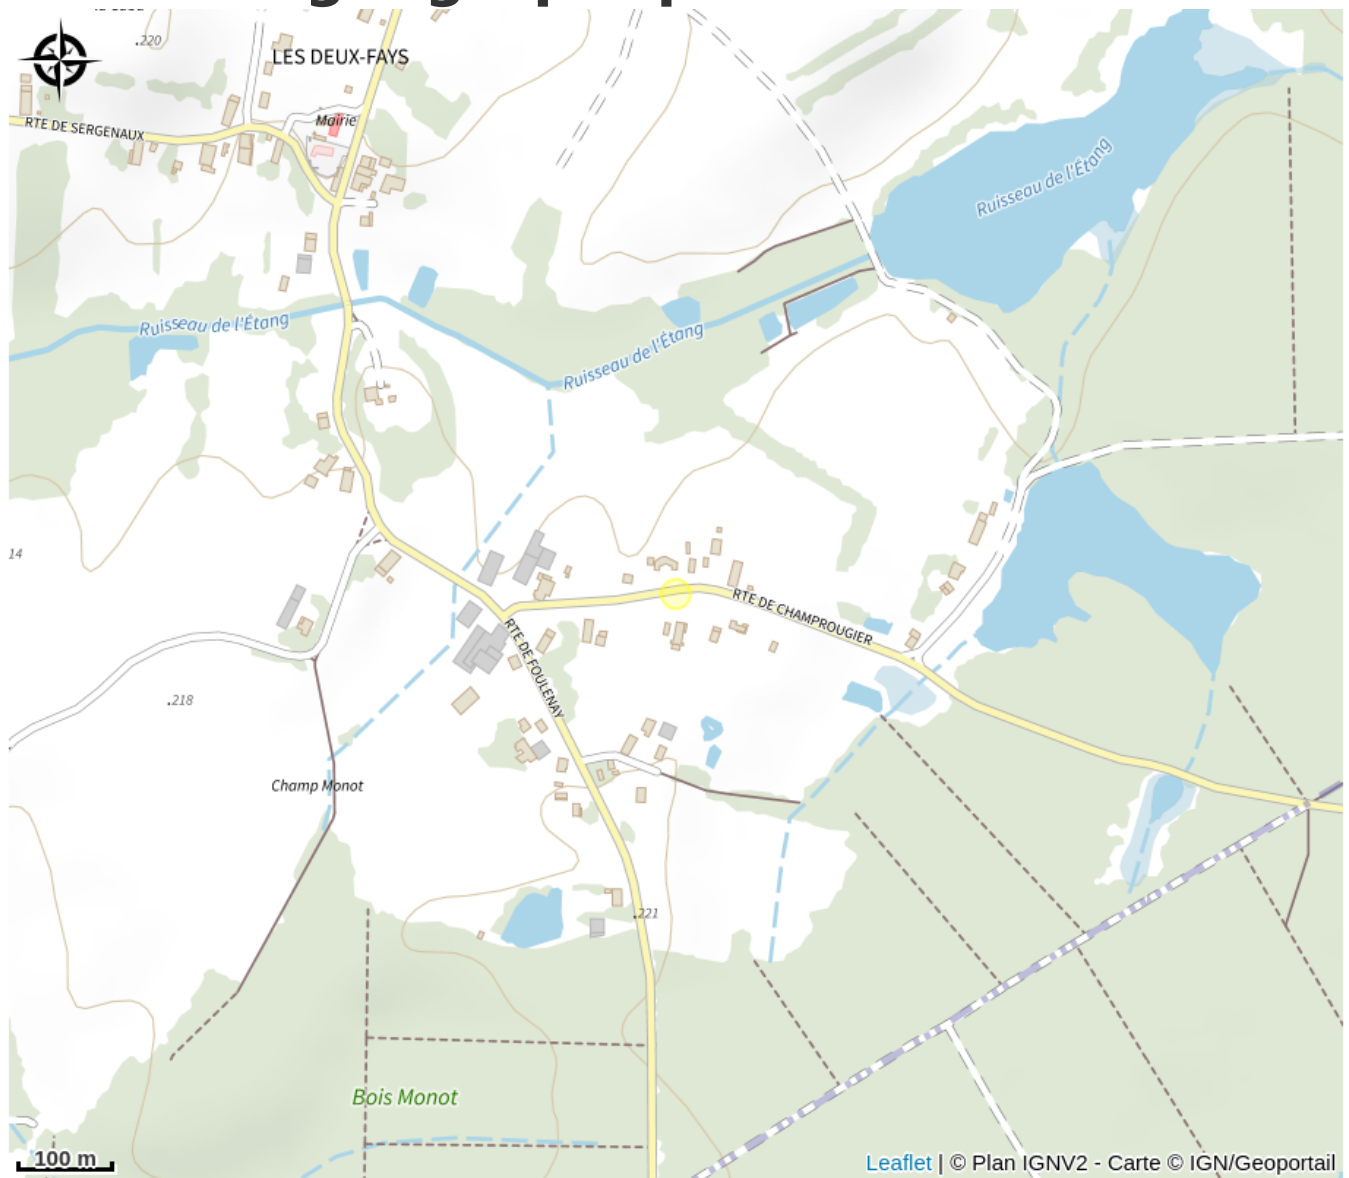 .220
LES DEUX-FAYS
Mairie
RTE DE SERGENAUX
Ruisseau de l'Étang
Ruisseau de l'Étang
Ruisseau de l'Étang
14
RTE DE CHAMPROUGIER
RTE DE FOULENAY
.218
Champ Monot
.221
Bois Monot
100 m
Leaflet | © Plan IGNV2 - Carte © IGN/Geoportail